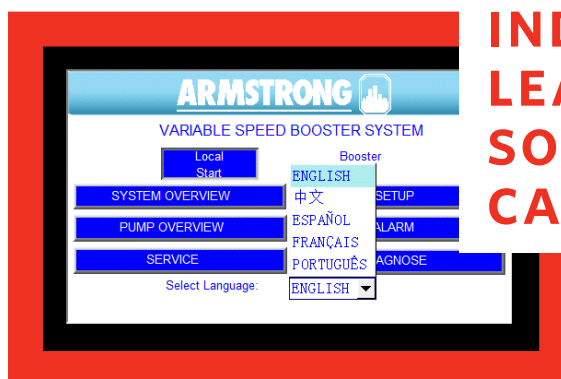 ARMSTRONG
VARIABLE SPEED BOOSTER SYSTEM
Local
Start
Booster
SYSTEM OVERVIEW
SETUP
PUMP OVERVIEW
ALARM
SERVICE
AGNOSE
ENGLISH
中文
ESPAÑOL
FRANÇAIS
PORTUGUÊS
Select Language:
ENGLISH
IND
LEA
SO
CA